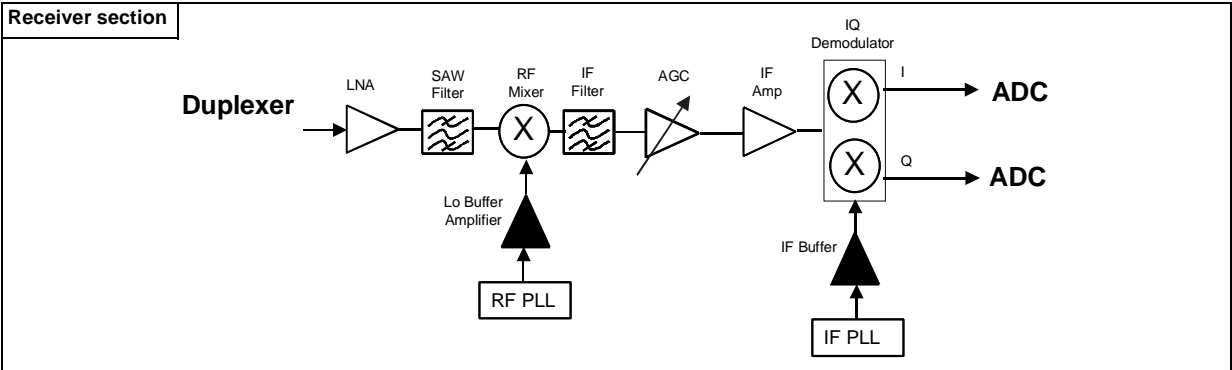 Receiver section
Duplexer
LNA
SAW
Filter
RF
Mixer
X
IF
Filter
AGC
IF
Amp
IQ
Demodulator
X
I
ADC
X
Q
ADC
Lo Buffer
Amplifier
RF PLL
IF Buffer
IF PLL